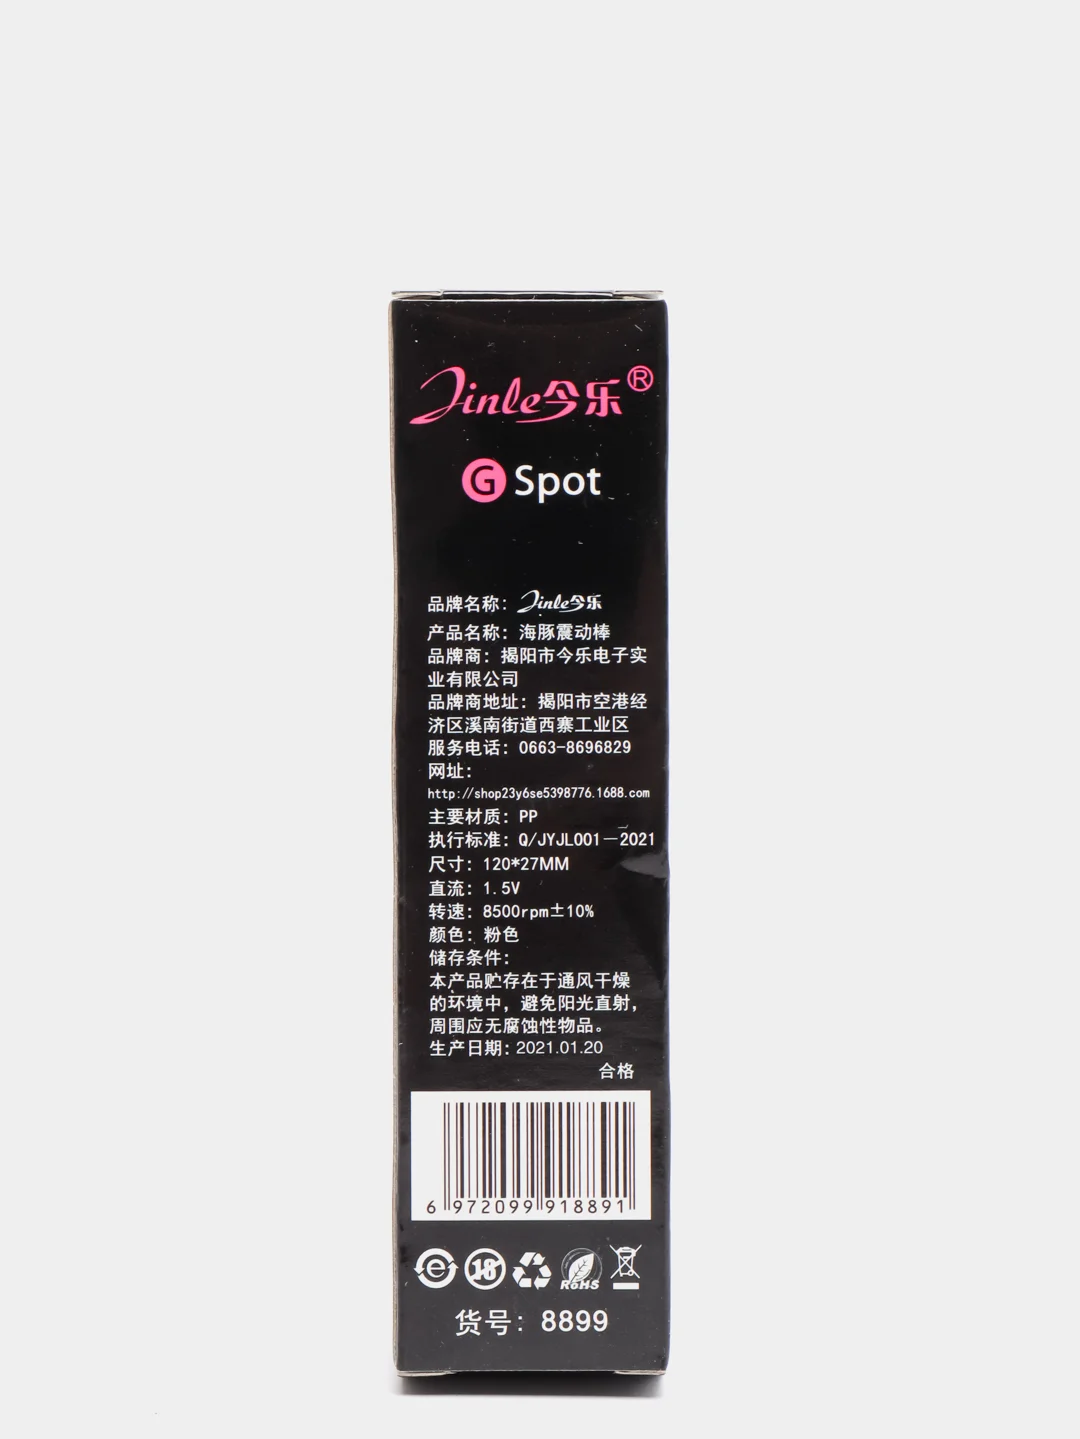 Jinle今乐®
G Spot
品牌名称：Jinle今乐
产品名称：海豚震动棒
品牌商：揭阳市今乐电子实
业有限公司
品牌商地址：揭阳市空港经
济区溪南街道西寨工业区
服务电话：0663-8696829
网址：
http://shop23y6se5398776.1688.com
主要材质：PP
执行标准：Q/JYJL001—2021
尺寸：120*27MM
直流：1.5V
转速：8500rpm±10%
颜色：粉色
储存条件：
本产品贮存在于通风干燥
的环境中，避免阳光直射，
周围应无腐蚀性物品。
生产日期：2021.01.20
合格
6 972099 918891
e 18 RoHS
货号：8899